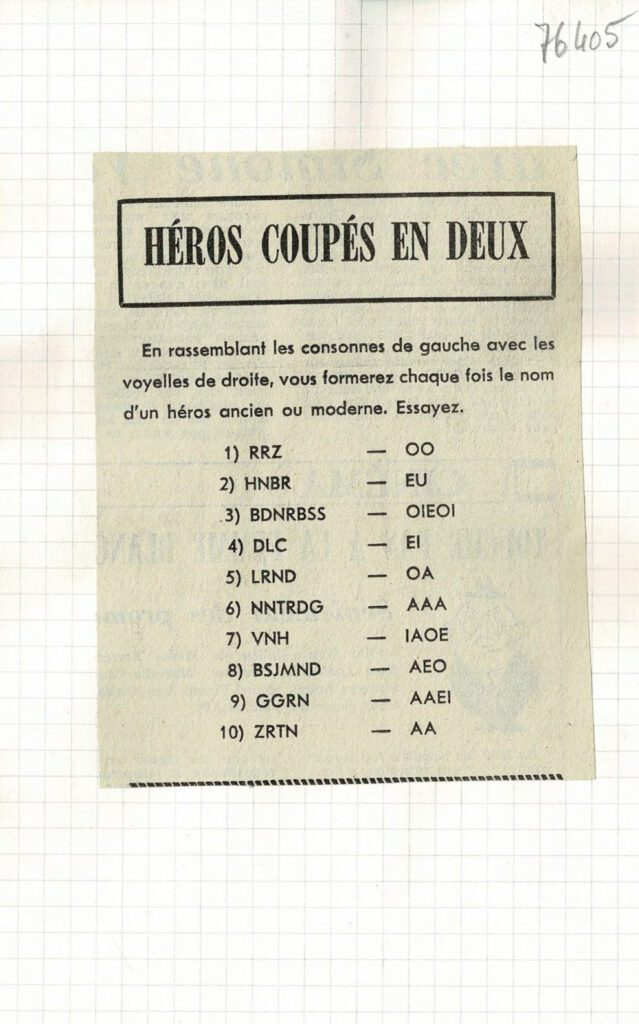 76405
HÉROS COUPÉS EN DEUX
En rassemblant les consonnes de gauche avec les
voyelles de droite, vous formerez chaque fois le nom
d'un héros ancien ou moderne. Essayez.
1) RRZ — OO
2) HNBR — EU
3) BDNRBSS — OIEOI
4) DLC — EI
5) LRND — OA
6) NNTRDG — AAA
7) VNH — IAOE
8) BSJMND — AEO
9) GGRN — AAEI
10) ZRTN — AA